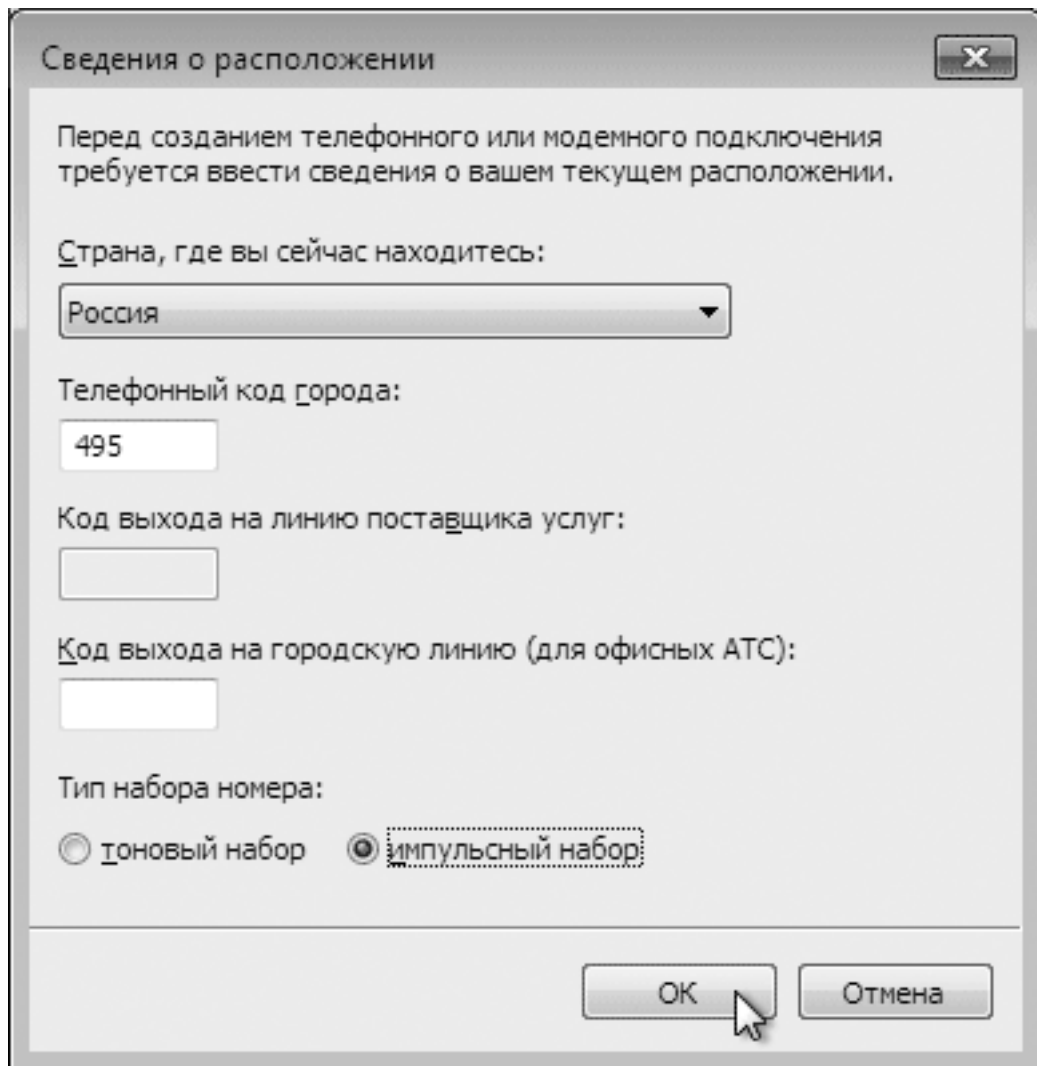 Сведения о расположении
Перед созданием телефонного или модемного подключения
требуется ввести сведения о вашем текущем расположении.
Страна, где вы сейчас находитесь:
Россия
Телефонный код города:
495
Код выхода на линию поставщика услуг:
Код выхода на городскую линию (для офисных АТС):
Тип набора номера:
тоновый набор импульсный набор
ОК Отмена